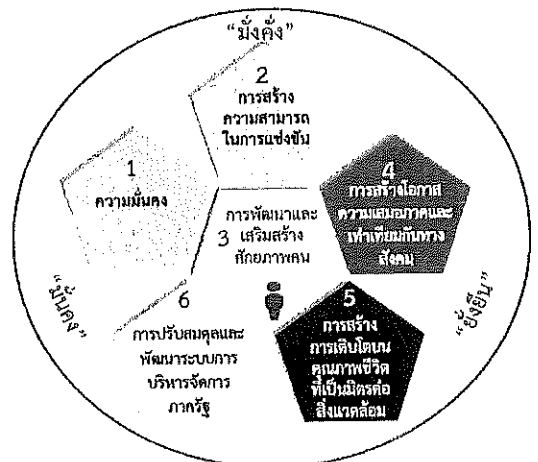 “มั่งคั่ง”
2
การสร้าง
ความสามารถ
ในการแข่งขัน
1
ความมั่นคง
4
การสร้างโอกาส
ความเสมอภาคและ
เท่าเทียมกันทาง
สังคม
การพัฒนาและ
3 เสริมสร้าง
ศักยภาพคน
“มั่นคง”
“ยั่งยืน”
6
การปรับสมดุลและ
พัฒนาระบบการ
บริหารจัดการ
ภาครัฐ
5
การสร้าง
การเติบโตบน
คุณภาพชีวิต
ที่เป็นมิตรต่อ
สิ่งแวดล้อม